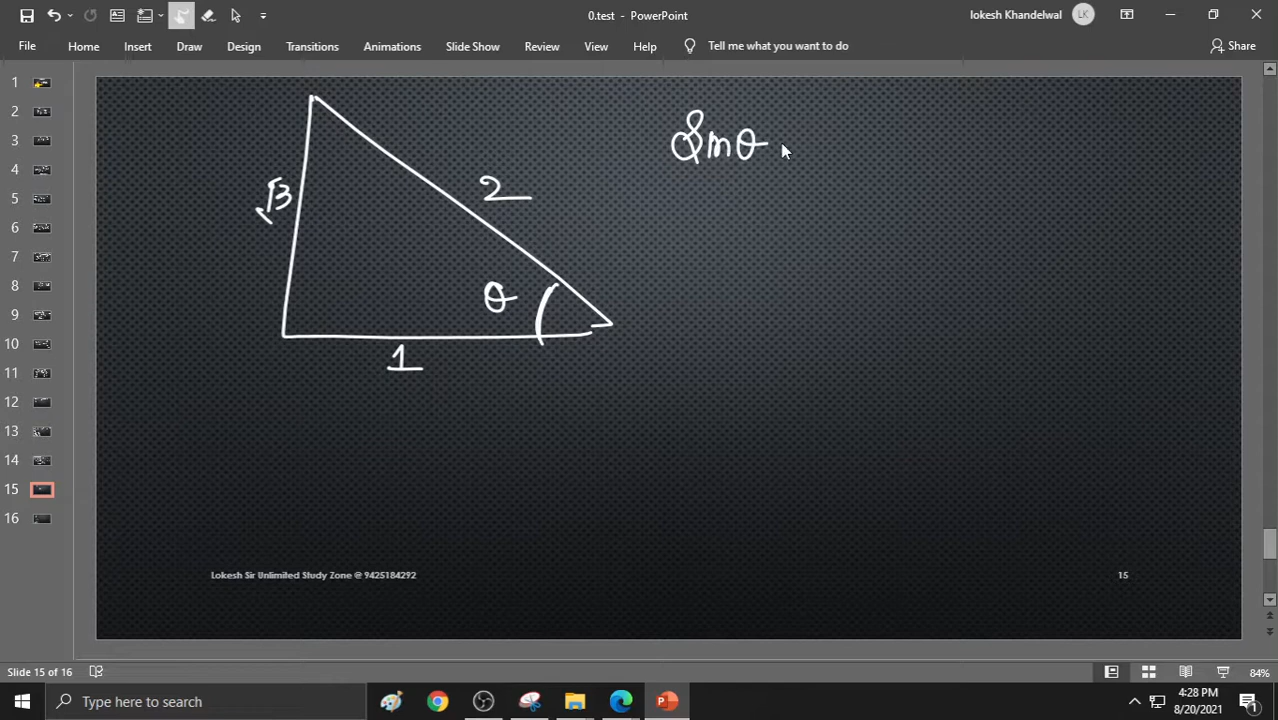 0.test - PowerPoint
lokesh Khandelwal
LK
File Home Insert Draw Design Transitions Animations Slide Show Review View Help Tell me what you want to do Share
1
2
3
4
5
6
7
8
9
10
11
12
13
14
15
16
Sinθ
√3
2
θ
1
Lokesh Sir Unlimited Study Zone @ 9425184292
15
Slide 15 of 16
84%
Type here to search
4:28 PM
8/20/2021
1